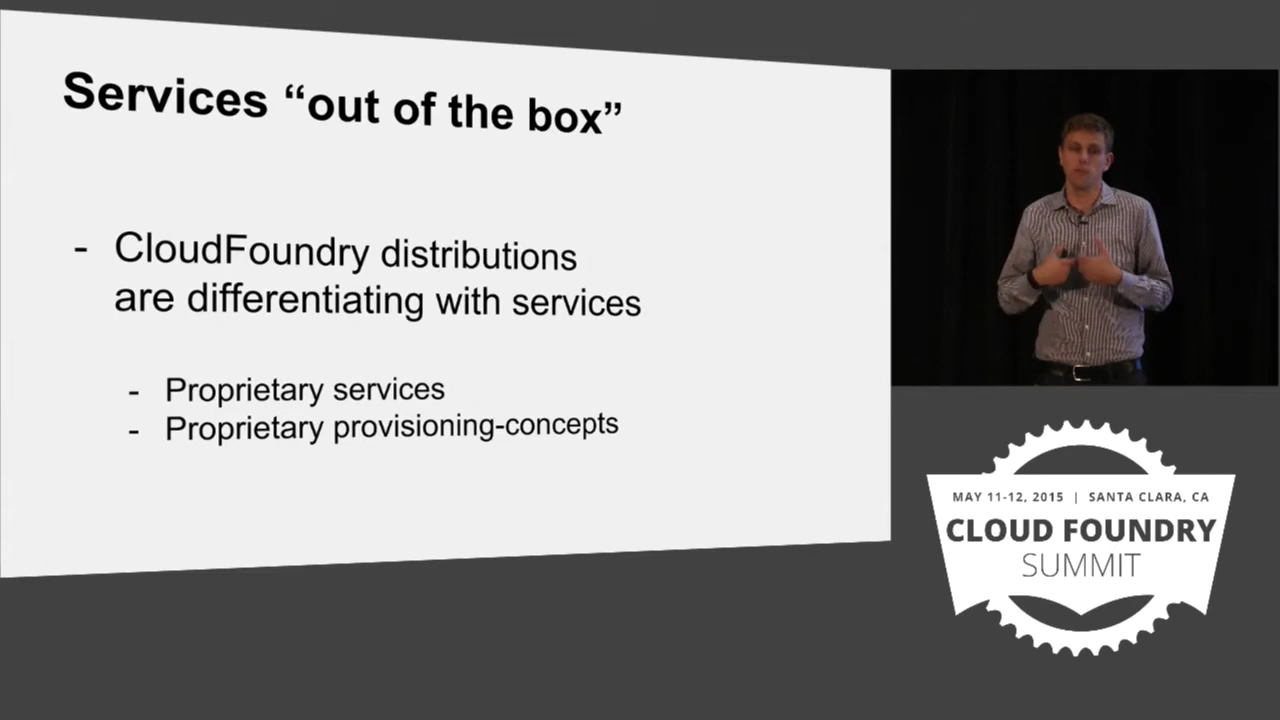 Services “out of the box”
- CloudFoundry distributions
are differentiating with services
- Proprietary services
- Proprietary provisioning-concepts
MAY 11-12, 2015 | SANTA CLARA, CA
CLOUD FOUNDRY
SUMMIT